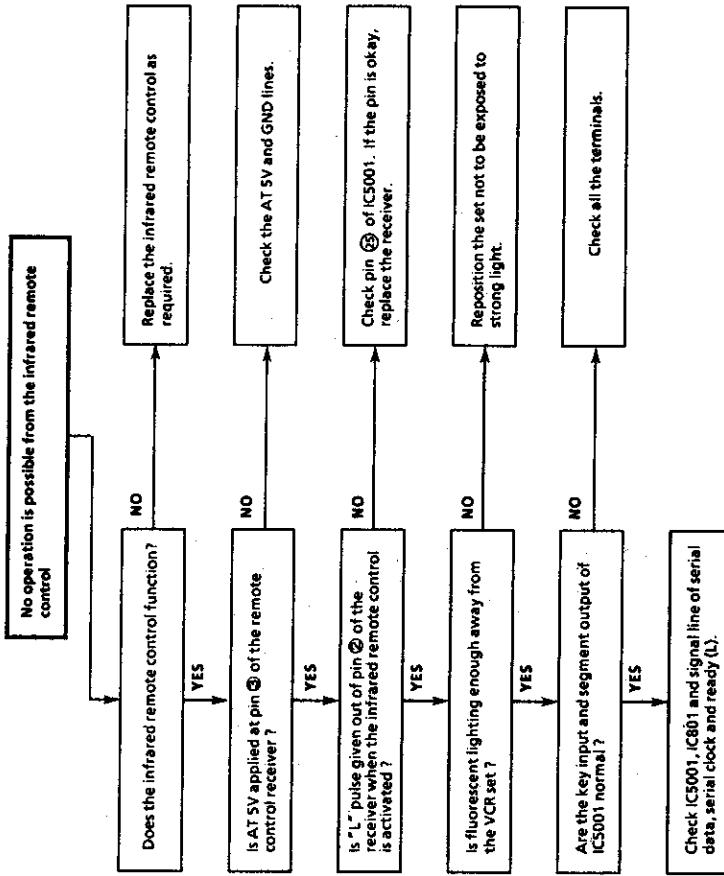 No operation is possible from the infrared remote
control
Does the infrared remote control function?
NO
Replace the infrared remote control as
required.
YES
Is AT 5V applied at pin ③ of the remote
control receiver ?
NO
Check the AT 5V and GND lines.
YES
Is "L" pulse given out of pin ② of the
receiver when the infrared remote control
is activated ?
NO
Check pin ㉕ of IC5001. If the pin is okay,
replace the receiver.
YES
Is fluorescent lighting enough away from
the VCR set ?
NO
Reposition the set not to be exposed to
strong light.
YES
Are the key input and segment output of
IC5001 normal ?
NO
Check all the terminals.
YES
Check IC5001, IC801 and signal line of serial
data, serial clock and ready (L).